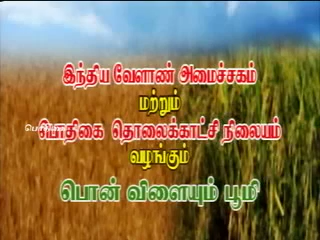 இந்திய வேளாண் அமைச்சகம்
மற்றும்
பொதிகை தொலைக்காட்சி நிலையம்
வழங்கும்
பொன் விளையும் பூமி